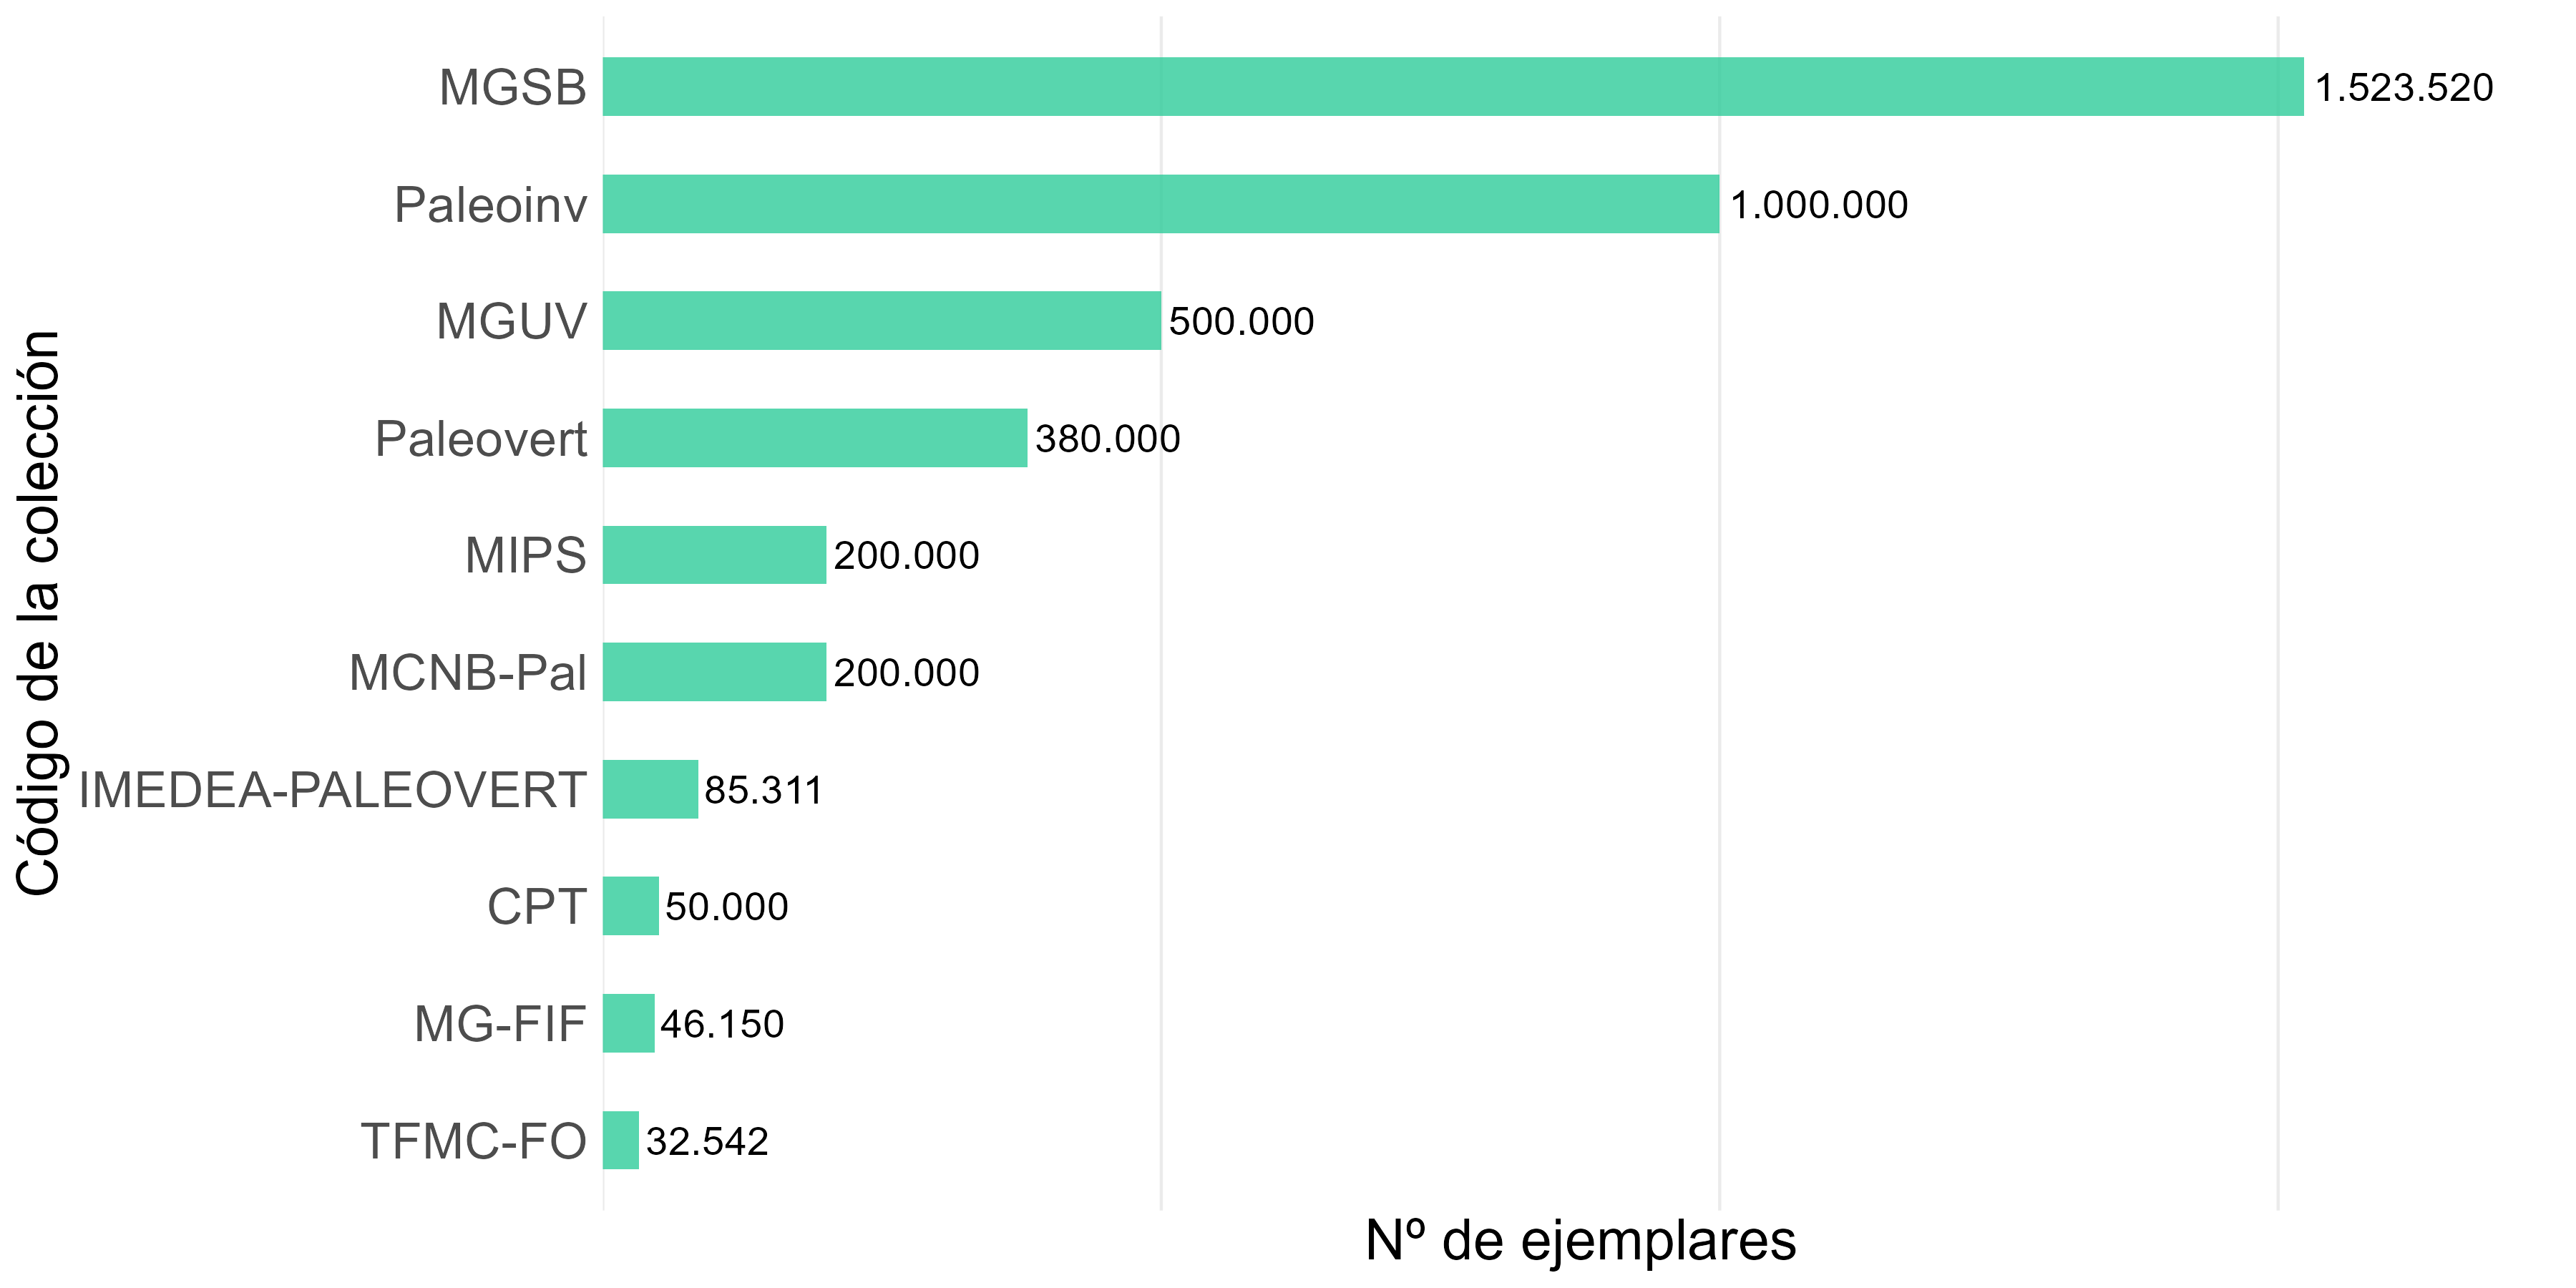 Código de la colección
MGSB 1.523.520
Paleoinv 1.000.000
MGUV 500.000
Paleovert 380.000
MIPS 200.000
MCNB-Pal 200.000
IMEDEA-PALEOVERT 85.311
CPT 50.000
MG-FIF 46.150
TFMC-FO 32.542
Nº de ejemplares